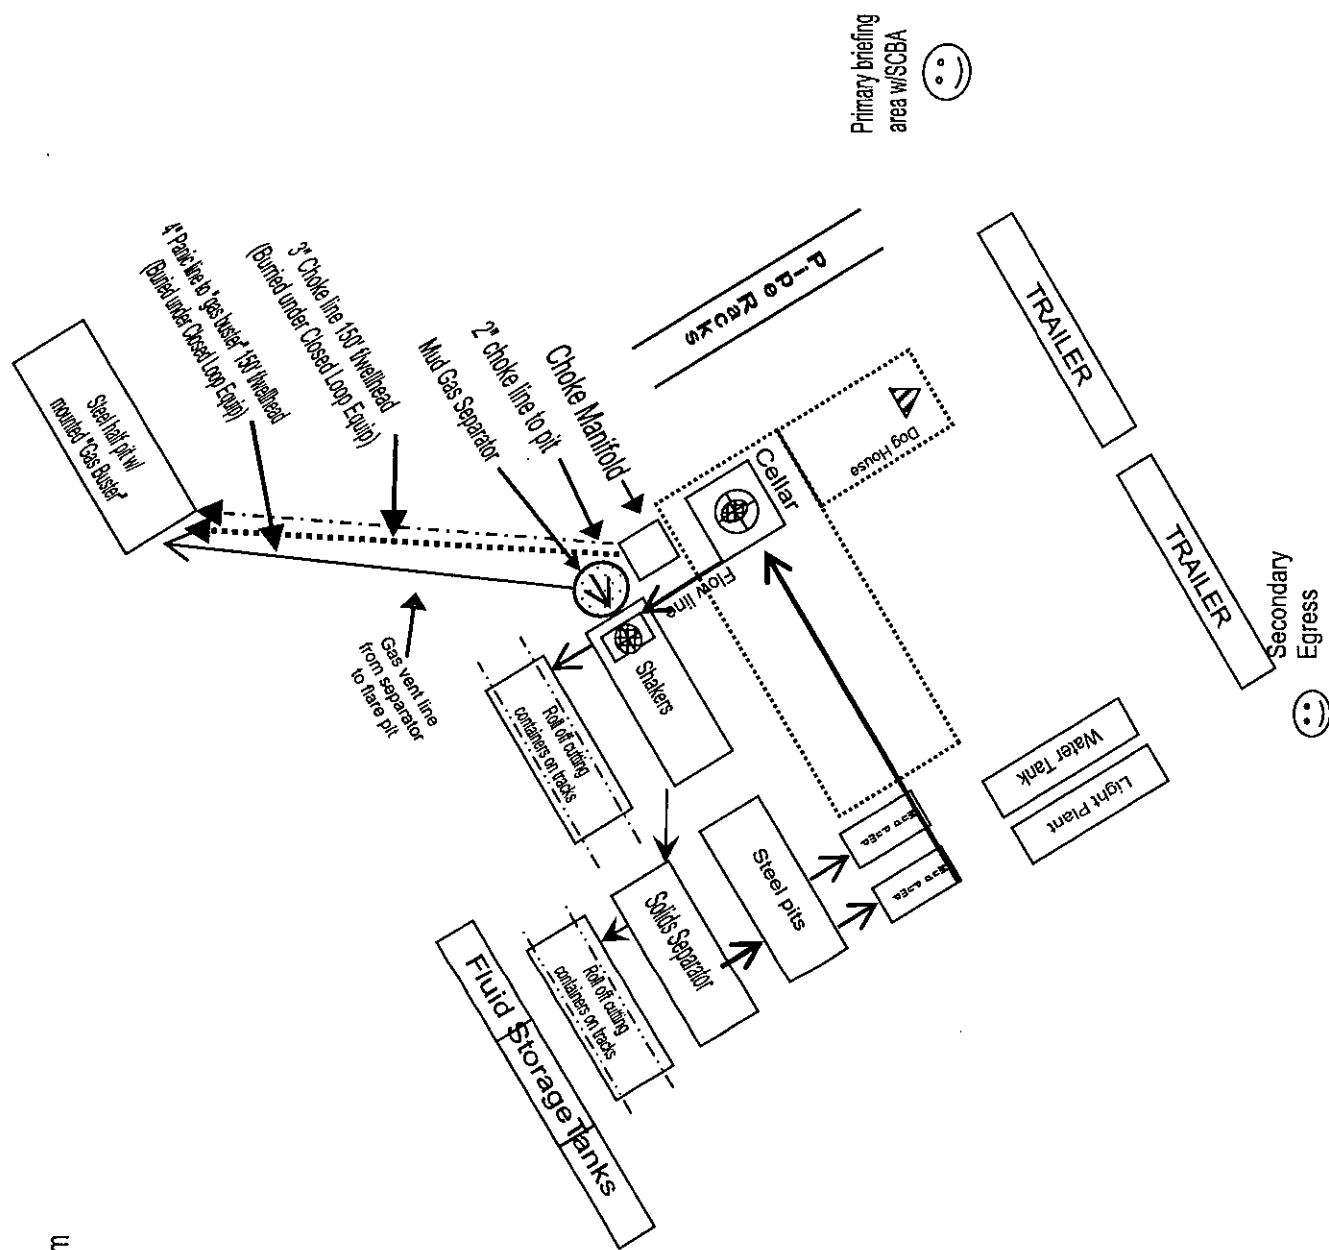 Primary briefing
area w/SCBA
4" Panic line to "gas buster" 150' f/wellhead
(Buried under Closed Loop Equip)
3" Choke line 150' f/wellhead
(Burried under Closed Loop Equip)
2" choke line to pit
Mud Gas Separator
Choke Manifold
Pipe Racks
Steel half pit w/
mounted "Gas Buster"
TRAILER
Dog House
Cellar
Flow line
Gas vent line
from separator
to flare pit
Shakers
Roll off cutting
containers on tracks
TRAILER
Secondary
Egress
Water Tank
Light Plant
Steel pits
Solids Separator
Roll off cutting
containers on tracks
Fluid Storage Tanks
m